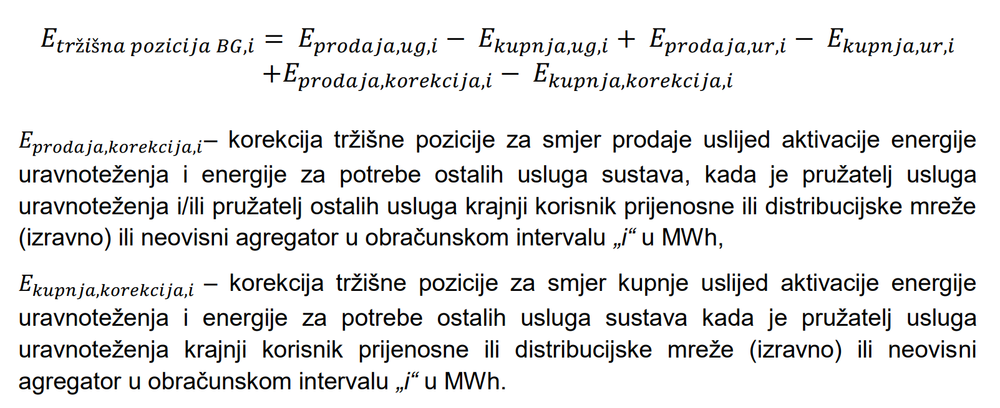 E_{tržišna pozicija BG,i} = E_{prodaja,ug,i} − E_{kupnja,ug,i} + E_{prodaja,ur,i} − E_{kupnja,ur,i}
+E_{prodaja,korekcija,i} − E_{kupnja,korekcija,i}
E_{prodaja,korekcija,i}– korekcija tržišne pozicije za smjer prodaje uslijed aktivacije energije
uravnoteženja i energije za potrebe ostalih usluga sustava, kada je pružatelj usluga
uravnoteženja i/ili pružatelj ostalih usluga krajnji korisnik prijenosne ili distribucijske mreže
(izravno) ili neovisni agregator u obračunskom intervalu „i“ u MWh,
E_{kupnja,korekcija,i} – korekcija tržišne pozicije za smjer kupnje uslijed aktivacije energije
uravnoteženja i energije za potrebe ostalih usluga sustava kada je pružatelj usluga
uravnoteženja krajnji korisnik prijenosne ili distribucijske mreže (izravno) ili neovisni
agregator u obračunskom intervalu „i“ u MWh.